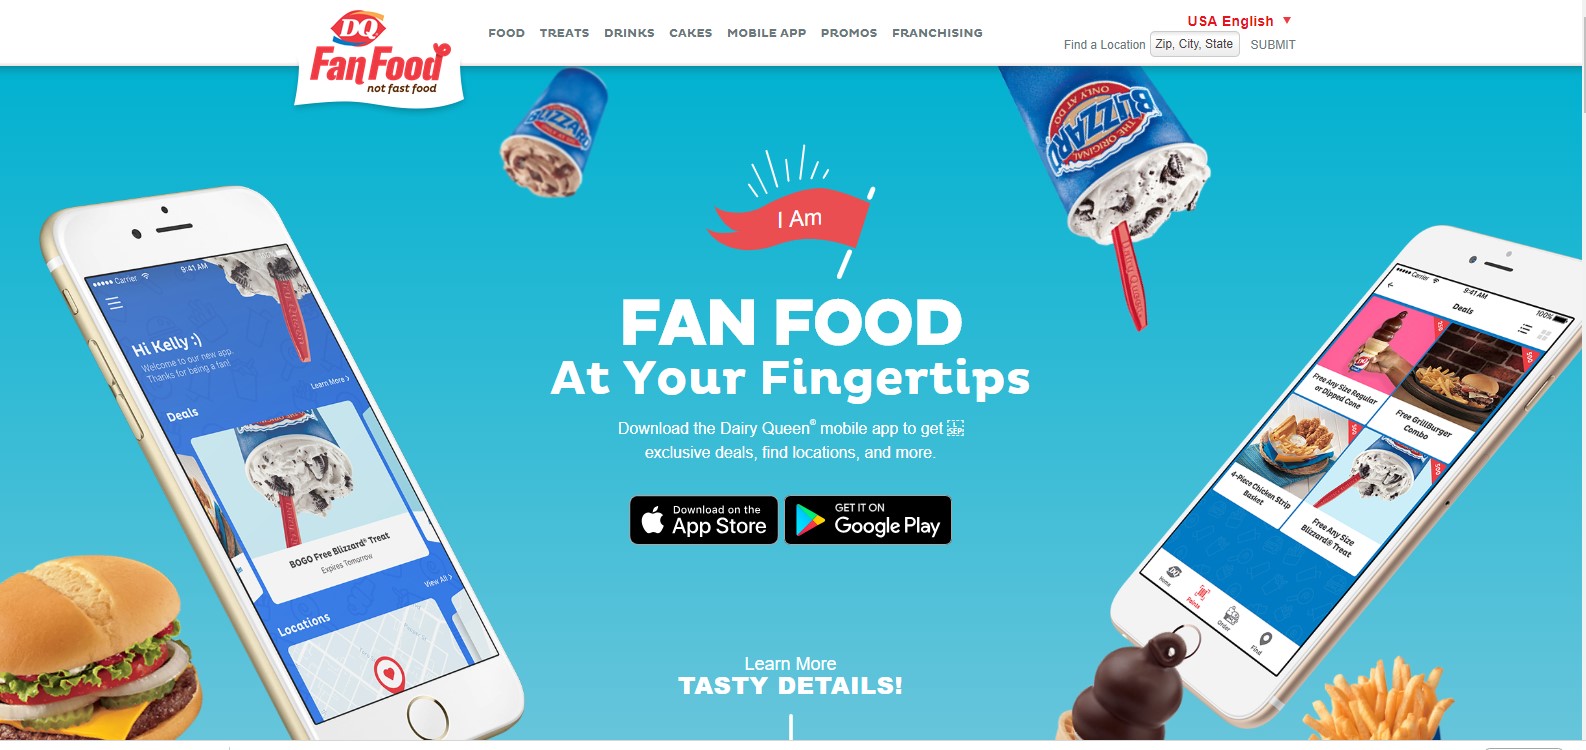 DQ
Fan Food
not fast food
FOOD TREATS DRINKS CAKES MOBILE APP PROMOS FRANCHISING
USA English
Find a Location Zip, City, State SUBMIT
BLIZZARD
THE ORIGINAL
BLIZZARD
ONLY AT DQ
Dairy Queen
I Am
FAN FOOD
At Your Fingertips
Download the Dairy Queen® mobile app to get
exclusive deals, find locations, and more.
Download on the
App Store
GET IT ON
Google Play
Learn More
TASTY DETAILS!
Carrier 9:41 AM
Hi Kelly :)
Welcome to our new app.
Thanks for being a fan!
Learn More >
Deals
BOGO Free Blizzard® Treat
Expires Tomorrow
View All >
Locations
Carrier 9:41 AM 100%
Deals
Free Any Size Regular
or Dipped Cone
Free GrillBurger
Combo
4-Piece Chicken Strip
Basket
Free Any Size
Blizzard® Treat
Home
Points
Order
Find